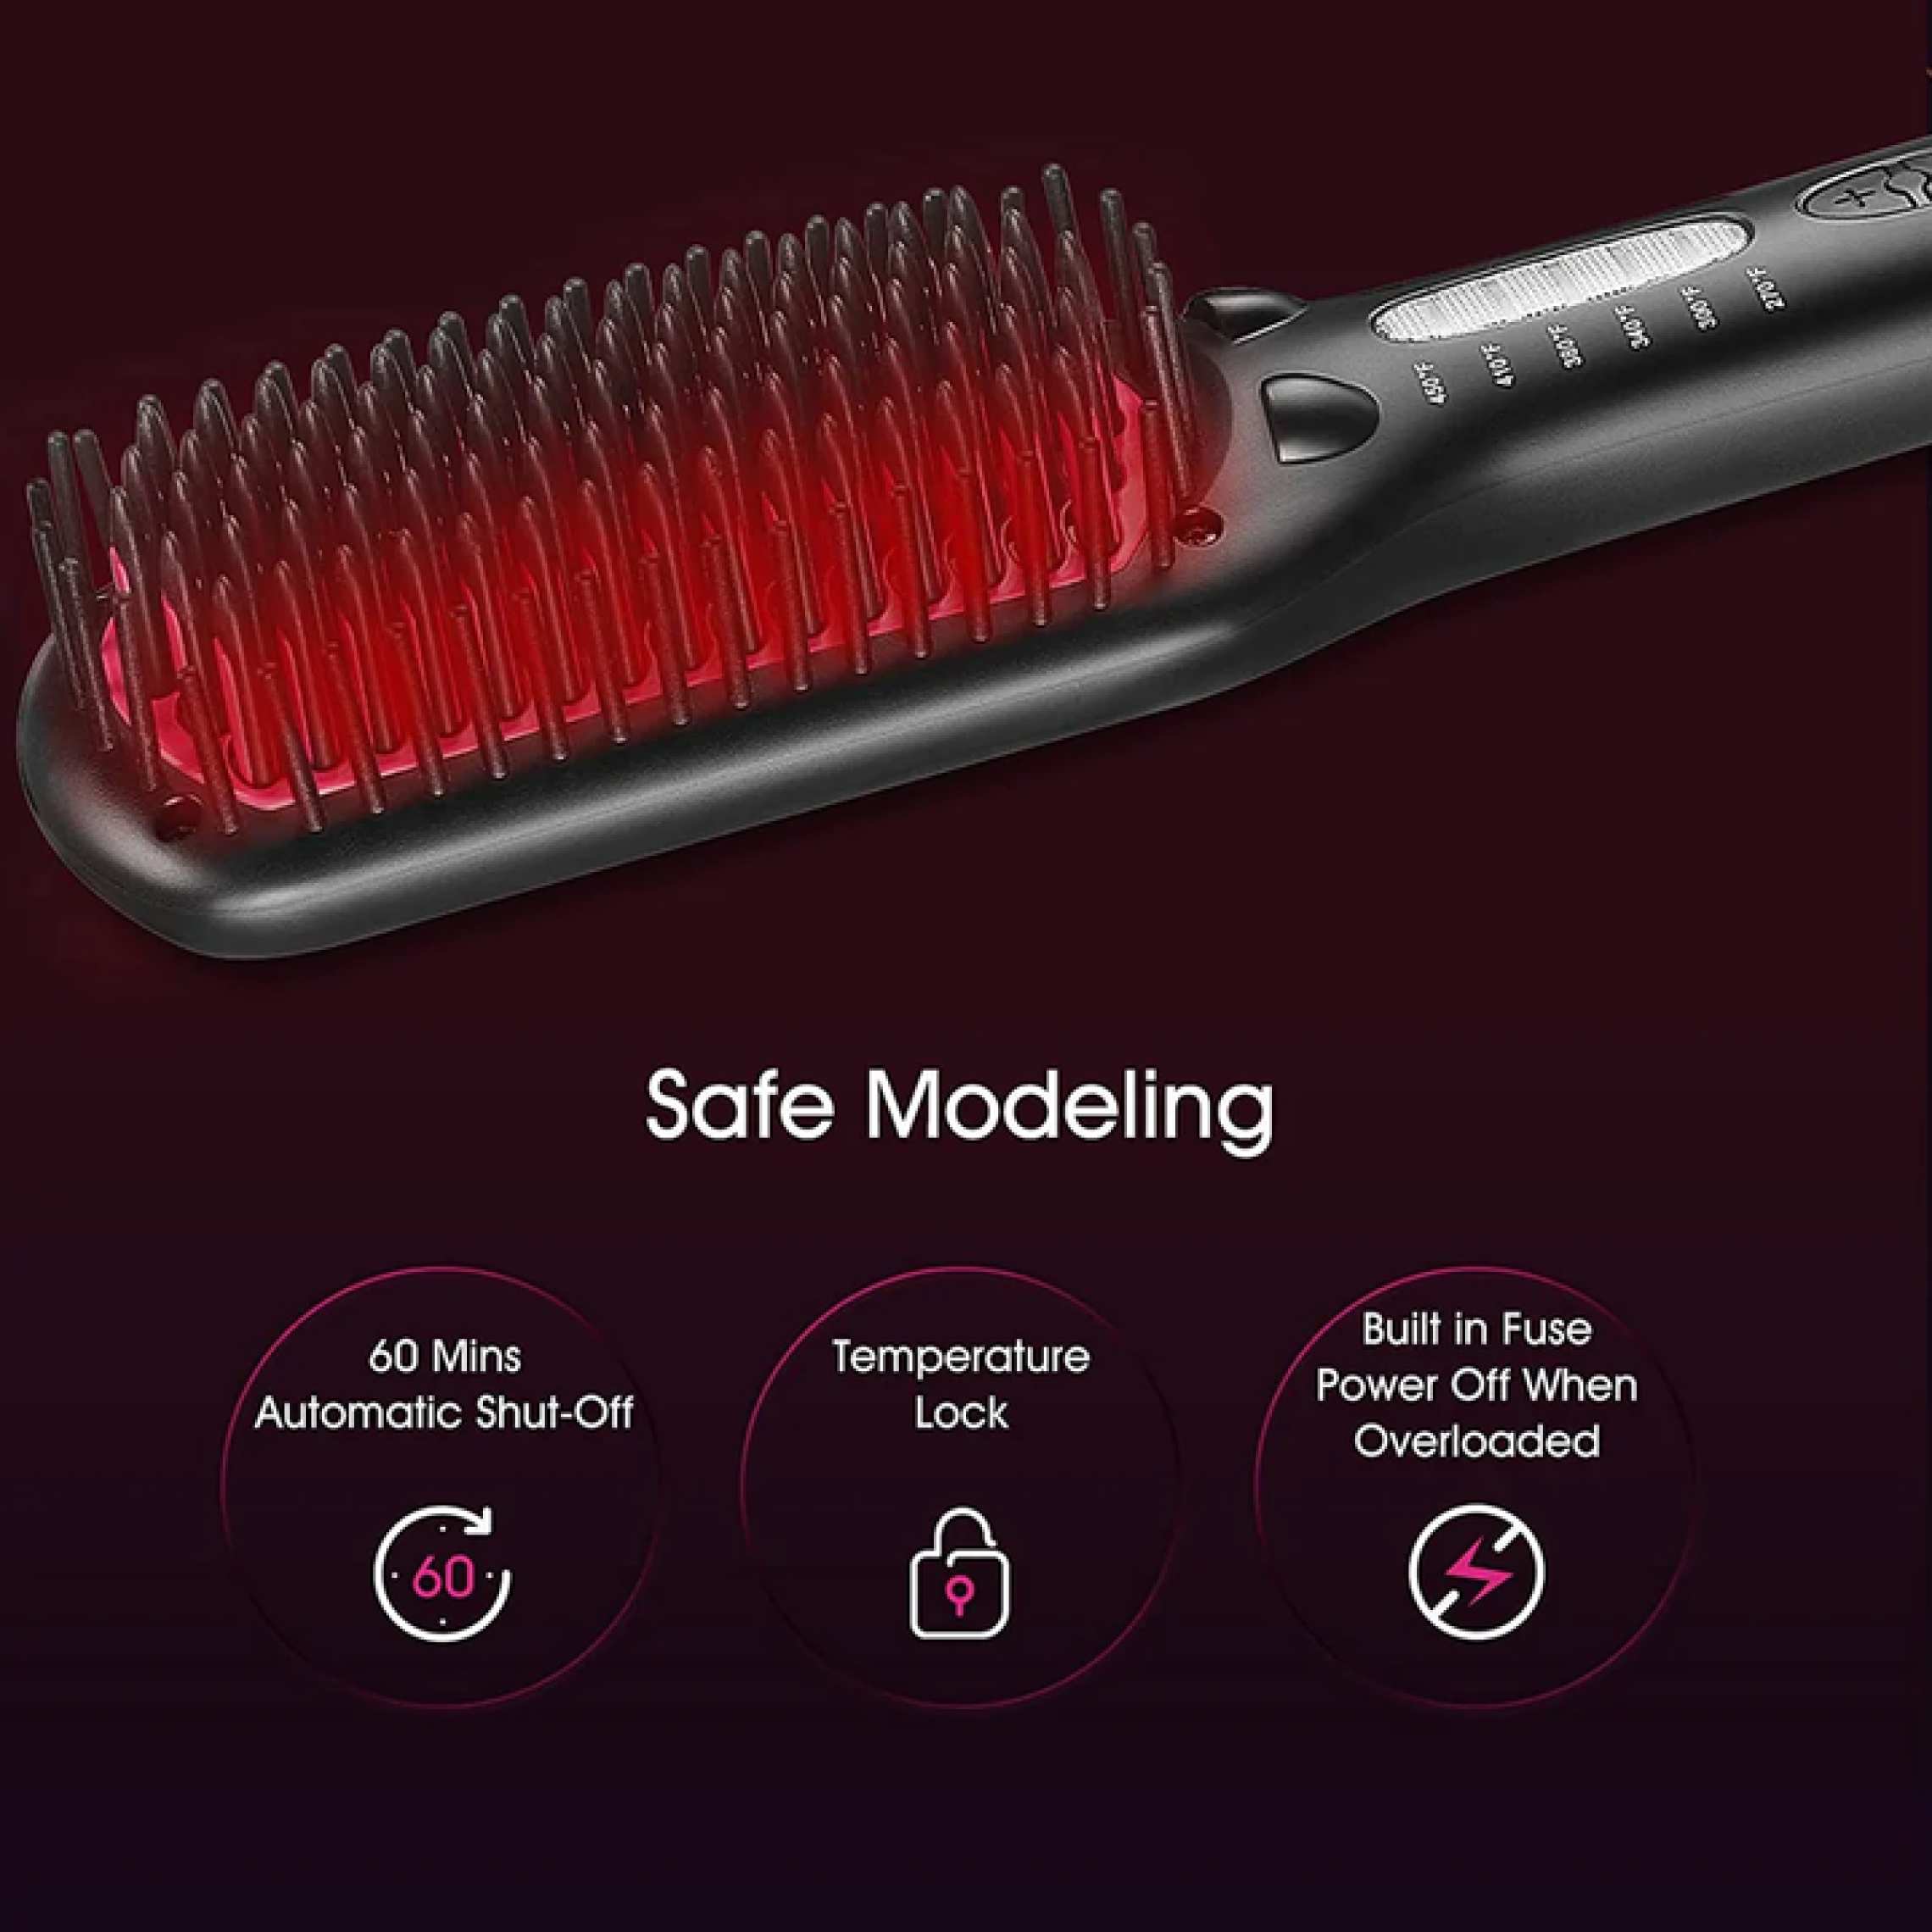 270°F
300°F
340°F
380°F
410°F
450°F
Safe Modeling
60 Mins
Automatic Shut-Off
60
Temperature
Lock
Built in Fuse
Power Off When
Overloaded